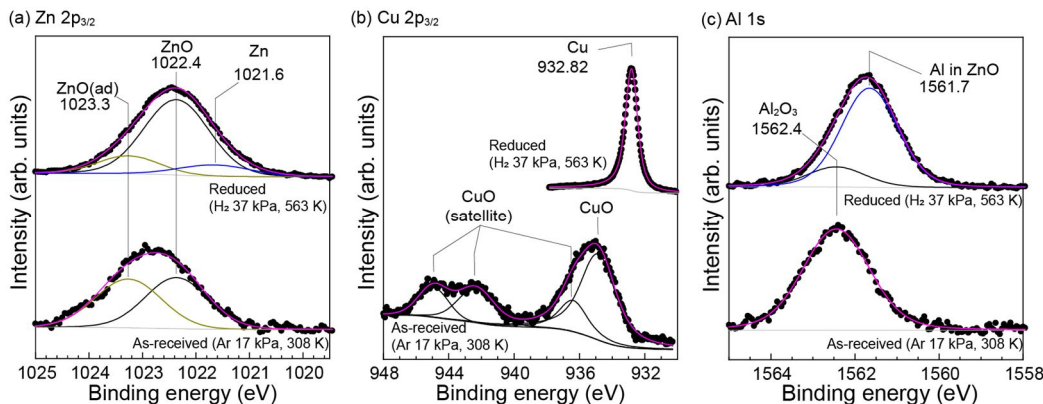 (a) Zn 2p₃/₂
ZnO
1022.4
Zn
1021.6
ZnO(ad)
1023.3
Reduced
(H₂ 37 kPa, 563 K)
As-received (Ar 17 kPa, 308 K)
Intensity (arb. units)
1025 1024 1023 1022 1021 1020
Binding energy (eV)
(b) Cu 2p₃/₂
Cu
932.82
Reduced
(H₂ 37 kPa, 563 K)
CuO
(satellite)
CuO
As-received
(Ar 17 kPa, 308 K)
Intensity (arb. units)
948 944 940 936 932
Binding energy (eV)
(c) Al 1s
Al in ZnO
1561.7
Al₂O₃
1562.4
Reduced (H₂ 37 kPa, 563 K)
As-received (Ar 17 kPa, 308 K)
Intensity (arb. units)
1564 1562 1560 1558
Binding energy (eV)